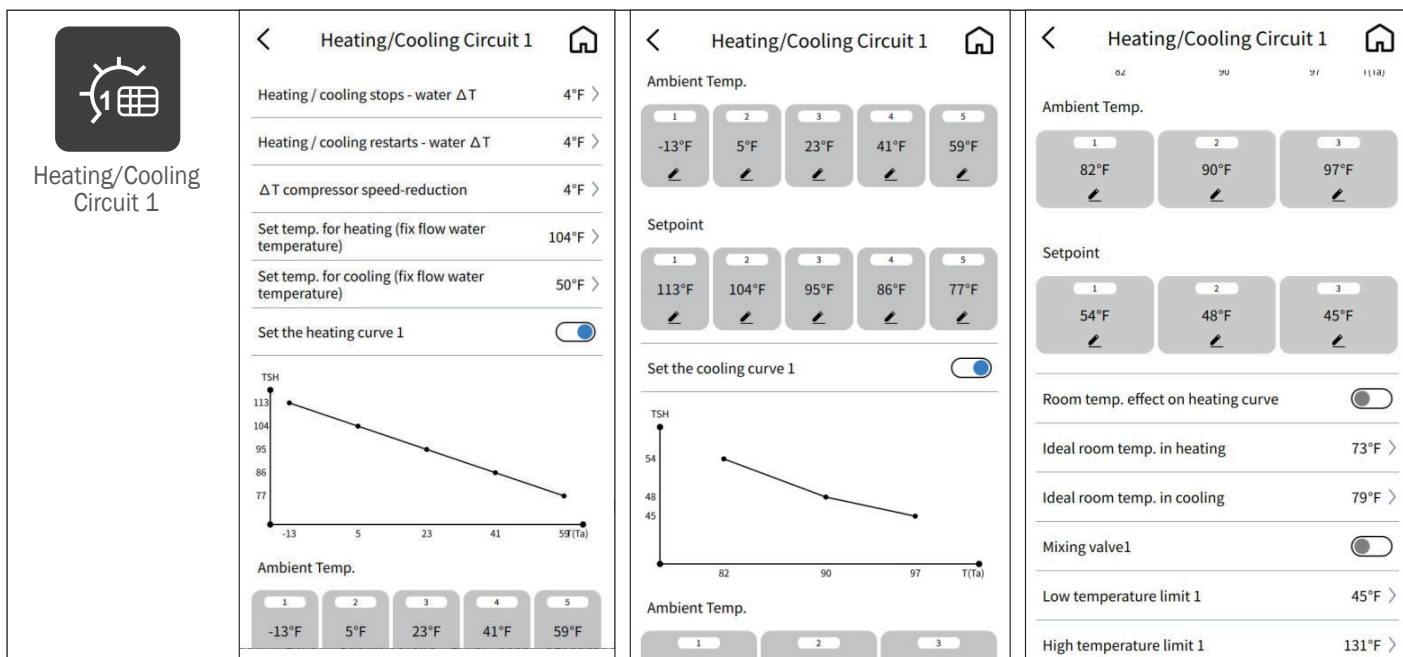 1
Heating/Cooling
Circuit 1
Heating/Cooling Circuit 1
Heating / cooling stops - water ΔT 4°F
Heating / cooling restarts - water ΔT 4°F
ΔT compressor speed-reduction 4°F
Set temp. for heating (fix flow water
temperature) 104°F
Set temp. for cooling (fix flow water
temperature) 50°F
Set the heating curve 1
TSH
113
104
95
86
77
-13 5 23 41 59 T(Ta)
Ambient Temp.
1 2 3 4 5
-13°F 5°F 23°F 41°F 59°F
Heating/Cooling Circuit 1
Ambient Temp.
1 2 3 4 5
-13°F 5°F 23°F 41°F 59°F
Setpoint
1 2 3 4 5
113°F 104°F 95°F 86°F 77°F
Set the cooling curve 1
TSH
54
48
45
82 90 97 T(Ta)
Ambient Temp.
1 2 3
Heating/Cooling Circuit 1
82 90 97 T(Ta)
Ambient Temp.
1 2 3
82°F 90°F 97°F
Setpoint
1 2 3
54°F 48°F 45°F
Room temp. effect on heating curve
Ideal room temp. in heating 73°F
Ideal room temp. in cooling 79°F
Mixing valve1
Low temperature limit 1 45°F
High temperature limit 1 131°F